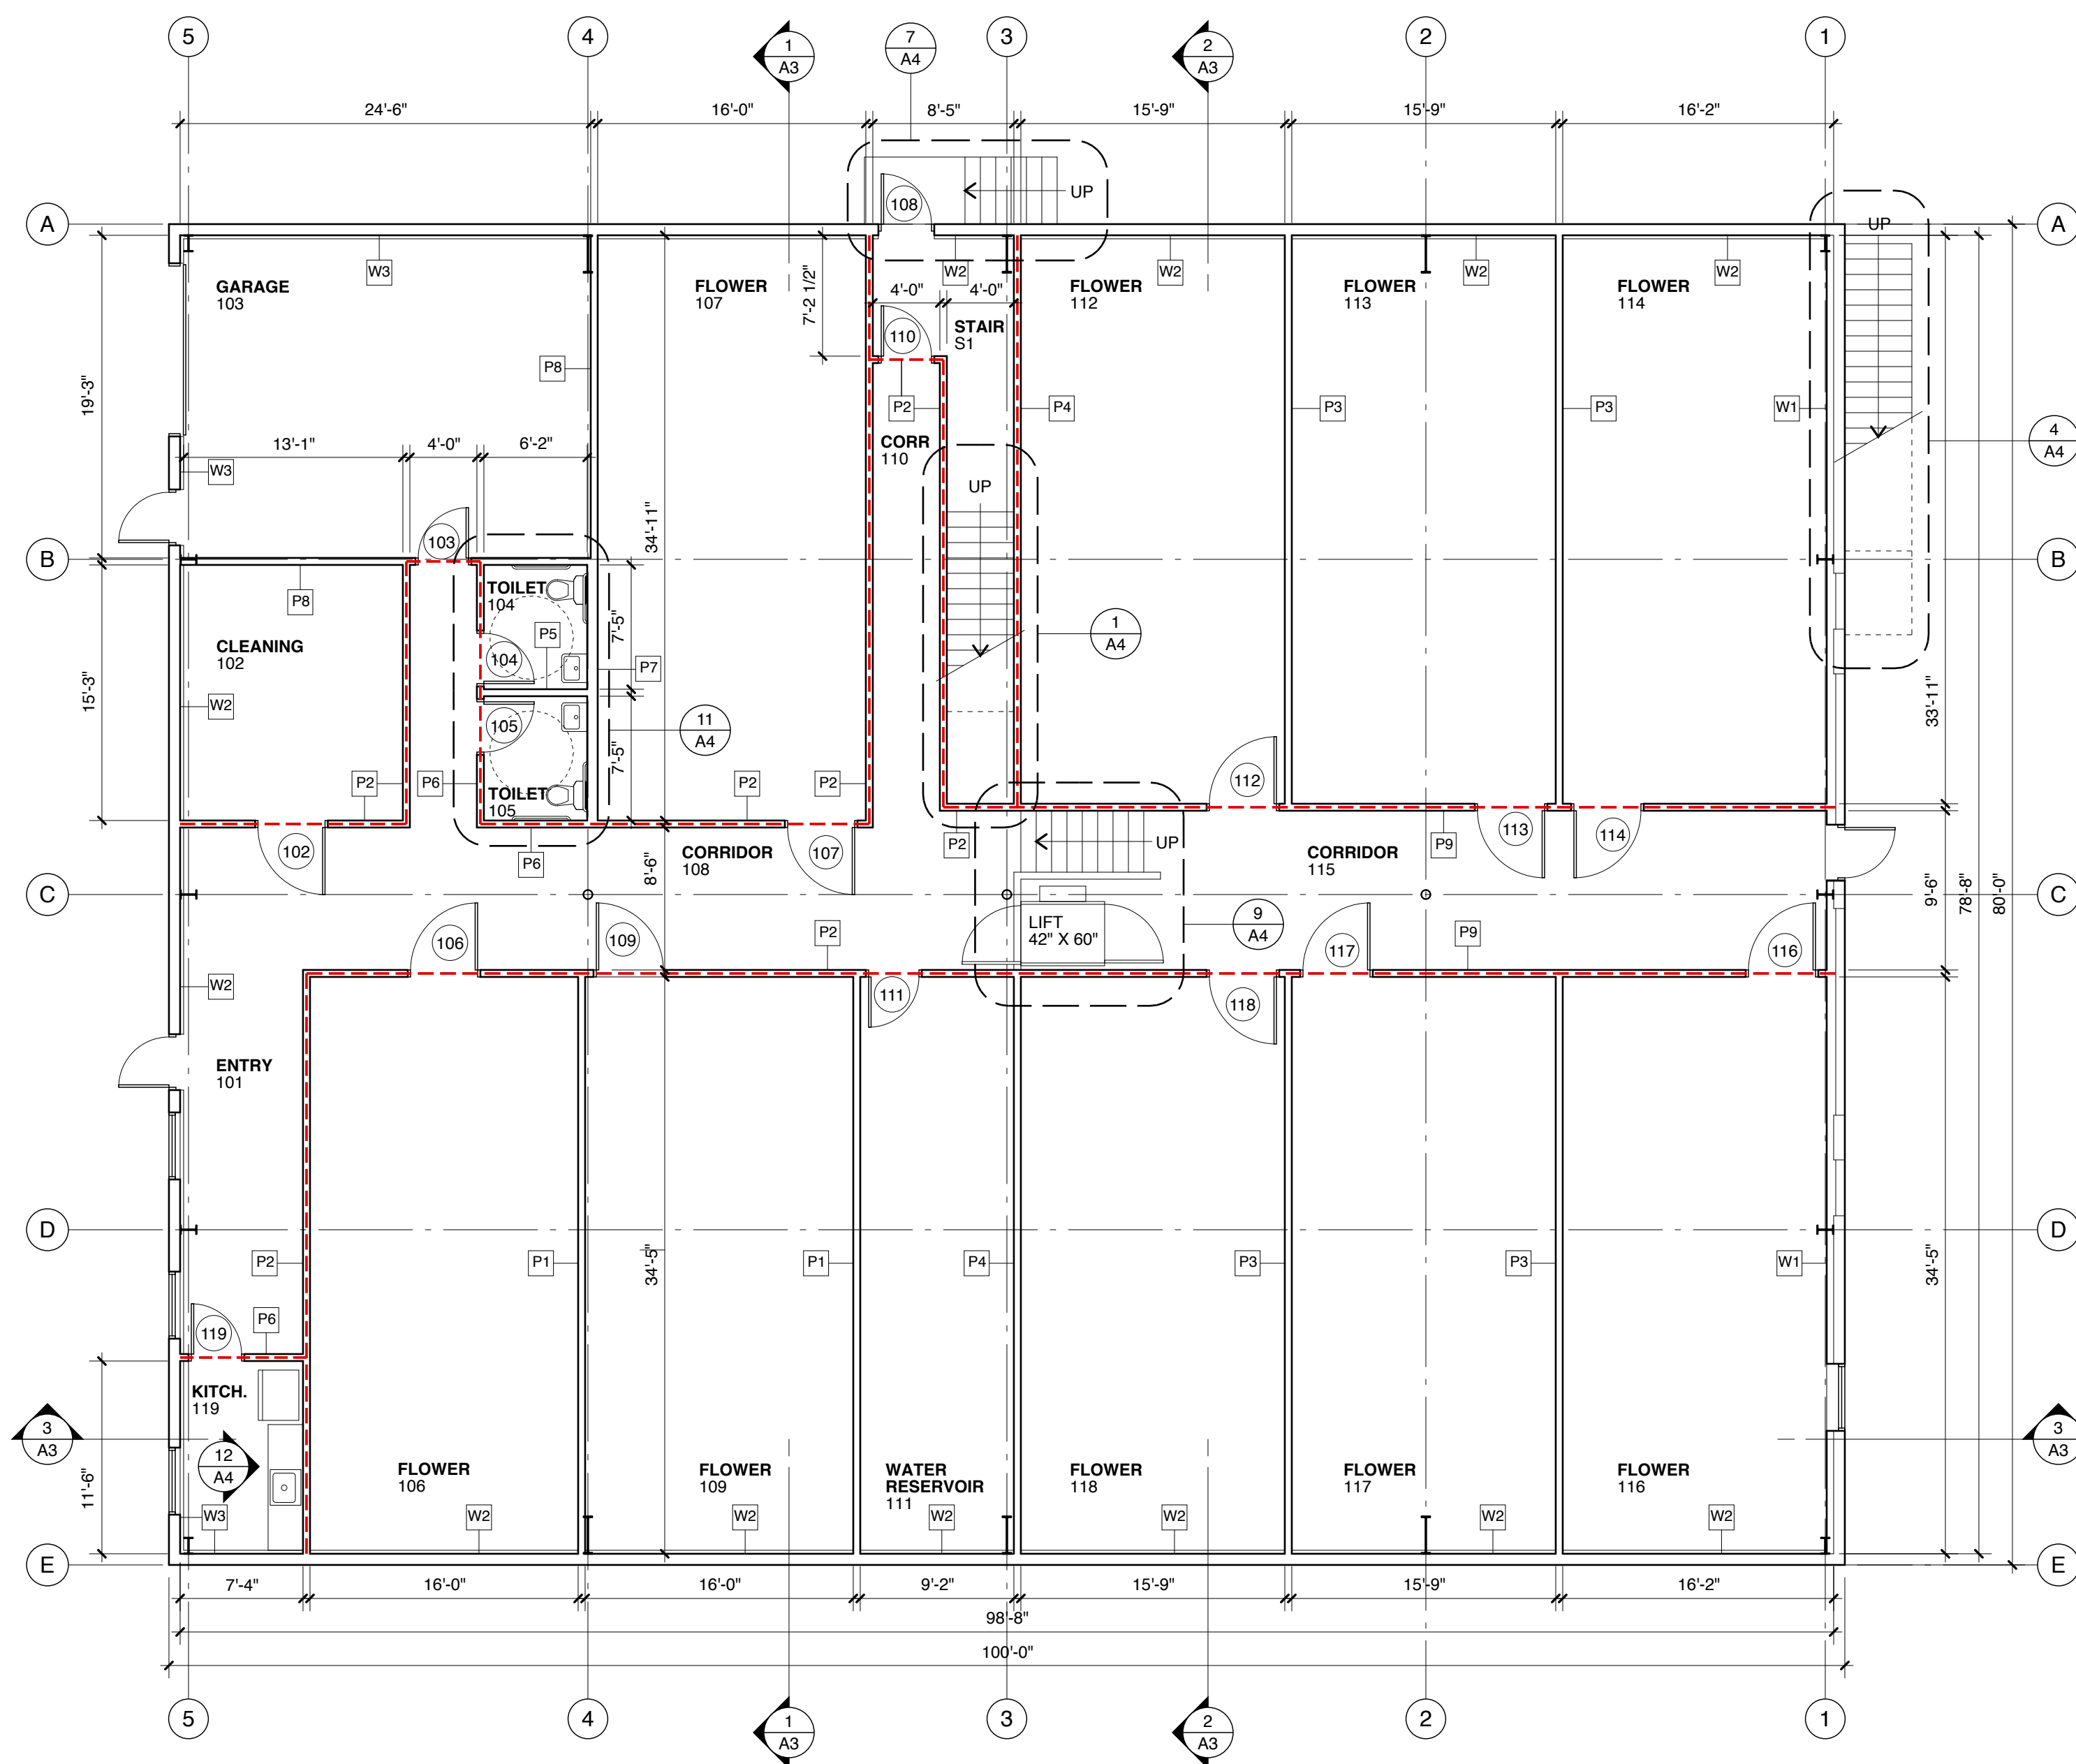 5
4
1
A3
7
A4
3
2
A3
2
1
24'-6"
16'-0"
8'-5"
15'-9"
15'-9"
16'-2"
UP
108
A
A
UP
W3
W2
W2
W2
W2
GARAGE
103
FLOWER
107
7'-2 1/2"
4'-0"
4'-0"
FLOWER
112
FLOWER
113
FLOWER
114
STAIR
S1
110
P8
19'-3"
P2
P4
P3
P3
W1
13'-1"
4'-0"
6'-2"
CORR
110
4
A4
W3
UP
34'-11"
103
B
B
TOILET
104
P8
P5
7'-5"
CLEANING
102
104
P7
1
A4
15'-3"
W2
105
11
A4
33'-11"
7'-5"
P2
P6
TOILET
105
P2
P2
112
102
P6
CORRIDOR
108
107
8'-6"
P2
UP
CORRIDOR
115
P9
113
114
C
C
9'-6"
78'-8"
80'-0"
106
109
P2
LIFT
42" X 60"
9
A4
117
P9
116
W2
111
118
ENTRY
101
D
D
P2
P1
34'-5"
P1
P4
P3
P3
W1
34'-5"
119
P6
KITCH.
119
3
A3
12
A4
3
A3
11'-6"
FLOWER
106
FLOWER
109
WATER
RESERVOIR
111
FLOWER
118
FLOWER
117
FLOWER
116
W3
W2
W2
W2
W2
W2
W2
E
E
7'-4"
16'-0"
16'-0"
9'-2"
15'-9"
15'-9"
16'-2"
98'-8"
100'-0"
5
4
1
A3
3
2
A3
2
1